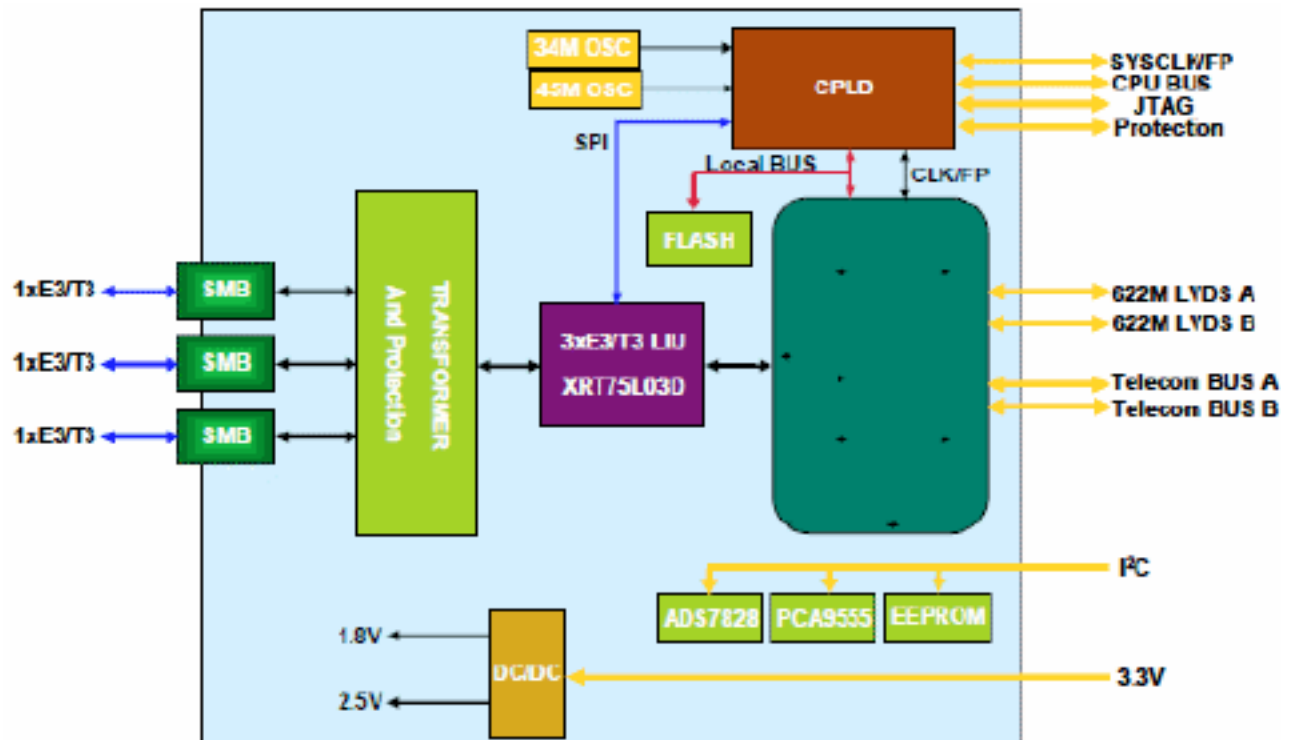 34M OSC
45M OSC
CPLD
SYSCLK/FP
CPU BUS
JTAG
Protection
SPI
Local BUS
CLK/FP
FLASH
1xE3/T3
SMB
1xE3/T3
SMB
1xE3/T3
SMB
TRANSFORMER
And Protection
3xE3/T3 LIU
XRT75L03D
622M LVDS A
622M LVDS B
Telecom BUS A
Telecom BUS B
I²C
ADS7828
PCA9555
EEPROM
1.8V
2.5V
DC/DC
3.3V